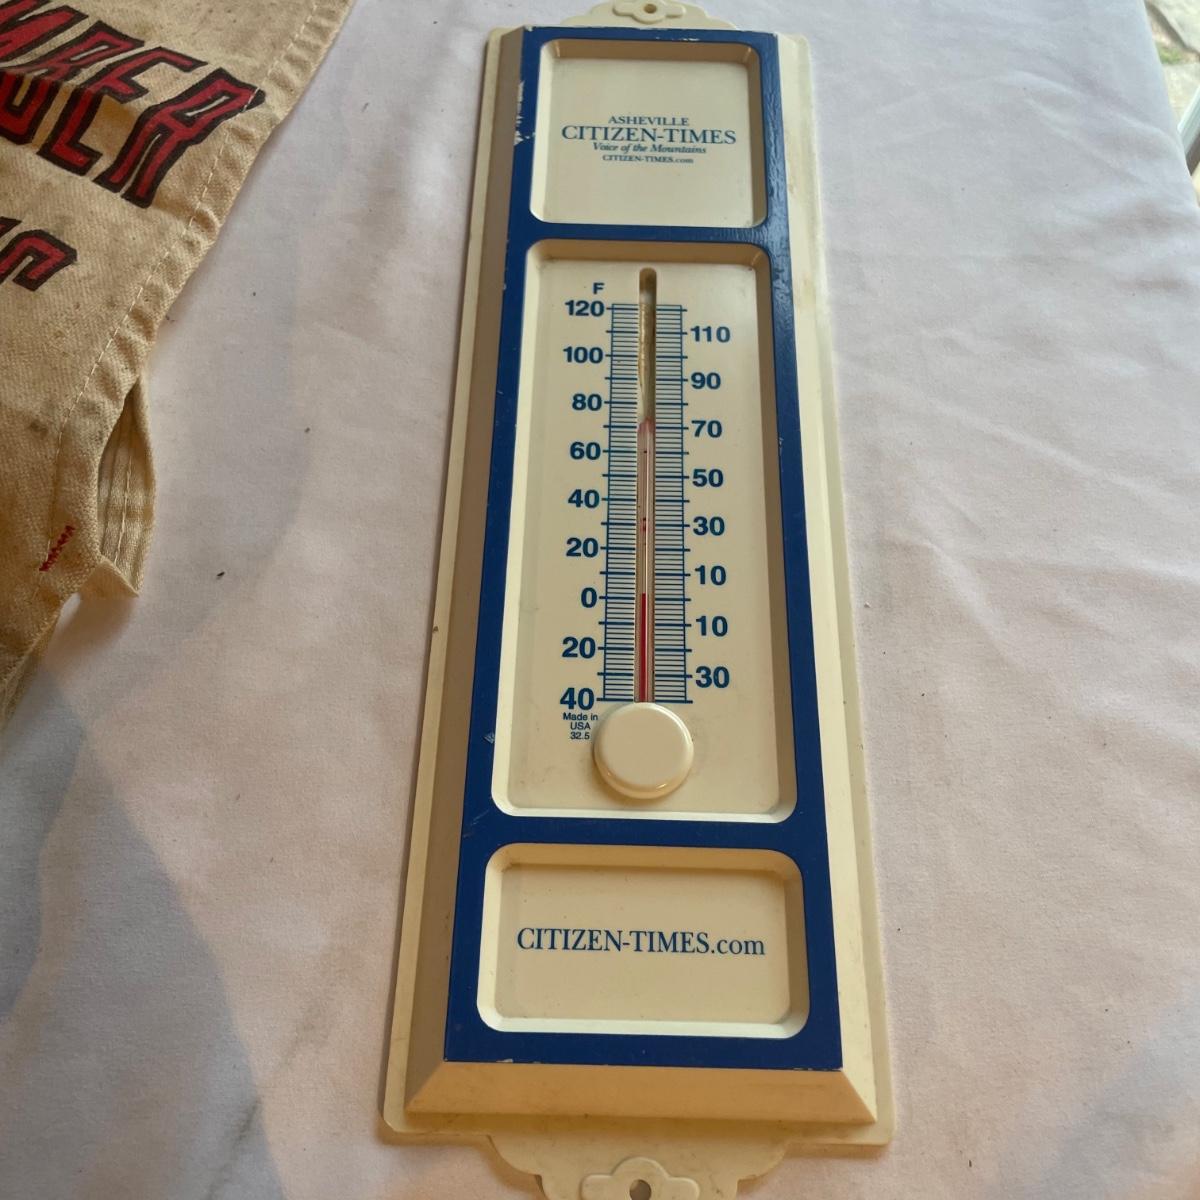 ASHEVILLE
CITIZEN-TIMES
Voice of the Mountains
CITIZEN-TIMES.com
F
120
110
100
90
80
70
60
50
40
30
20
10
0
10
20
30
40
Made in
USA
32.5
CITIZEN-TIMES.com